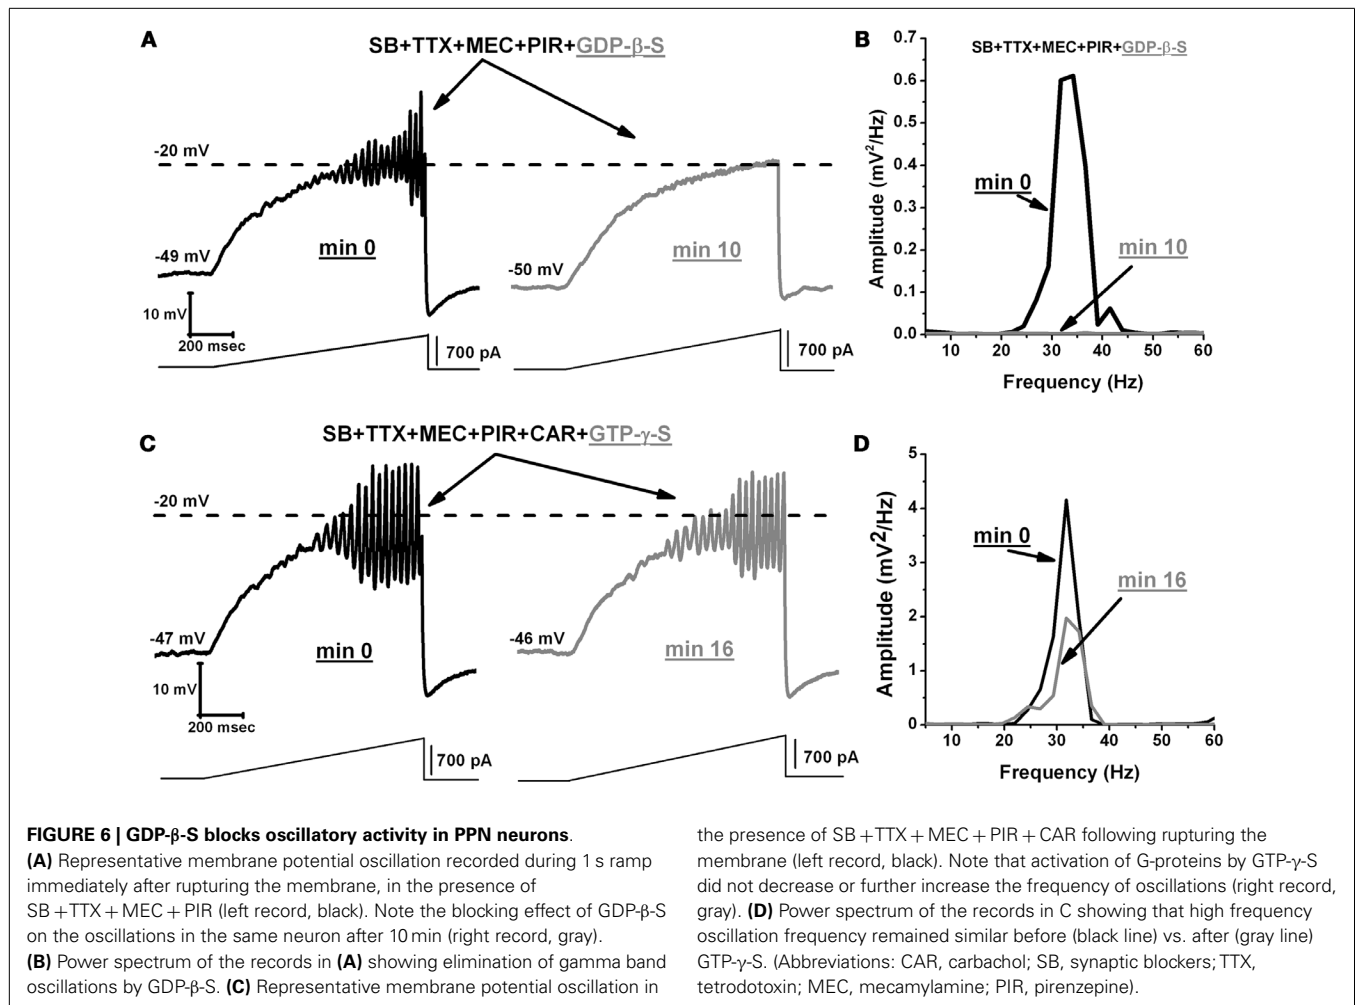 A
SB+TTX+MEC+PIR+GDP-β-S
-20 mV
-49 mV
min 0
-50 mV
min 10
10 mV
200 msec
700 pA
700 pA
B
SB+TTX+MEC+PIR+GDP-β-S
0.7
0.6
0.5
0.4
0.3
0.2
0.1
0.0
Amplitude (mV²/Hz)
min 0
min 10
10 20 30 40 50 60
Frequency (Hz)
C
SB+TTX+MEC+PIR+CAR+GTP-γ-S
-20 mV
-47 mV
min 0
-46 mV
min 16
10 mV
200 msec
700 pA
700 pA
D
5
4
3
2
1
0
Amplitude (mV²/Hz)
min 0
min 16
10 20 30 40 50 60
Frequency (Hz)
FIGURE 6 | GDP-β-S blocks oscillatory activity in PPN neurons.
(A) Representative membrane potential oscillation recorded during 1 s ramp
immediately after rupturing the membrane, in the presence of
SB + TTX + MEC + PIR (left record, black). Note the blocking effect of GDP-β-S
on the oscillations in the same neuron after 10 min (right record, gray).
(B) Power spectrum of the records in (A) showing elimination of gamma band
oscillations by GDP-β-S. (C) Representative membrane potential oscillation in
the presence of SB + TTX + MEC + PIR + CAR following rupturing the
membrane (left record, black). Note that activation of G-proteins by GTP-γ-S
did not decrease or further increase the frequency of oscillations (right record,
gray). (D) Power spectrum of the records in C showing that high frequency
oscillation frequency remained similar before (black line) vs. after (gray line)
GTP-γ-S. (Abbreviations: CAR, carbachol; SB, synaptic blockers; TTX,
tetrodotoxin; MEC, mecamylamine; PIR, pirenzepine).